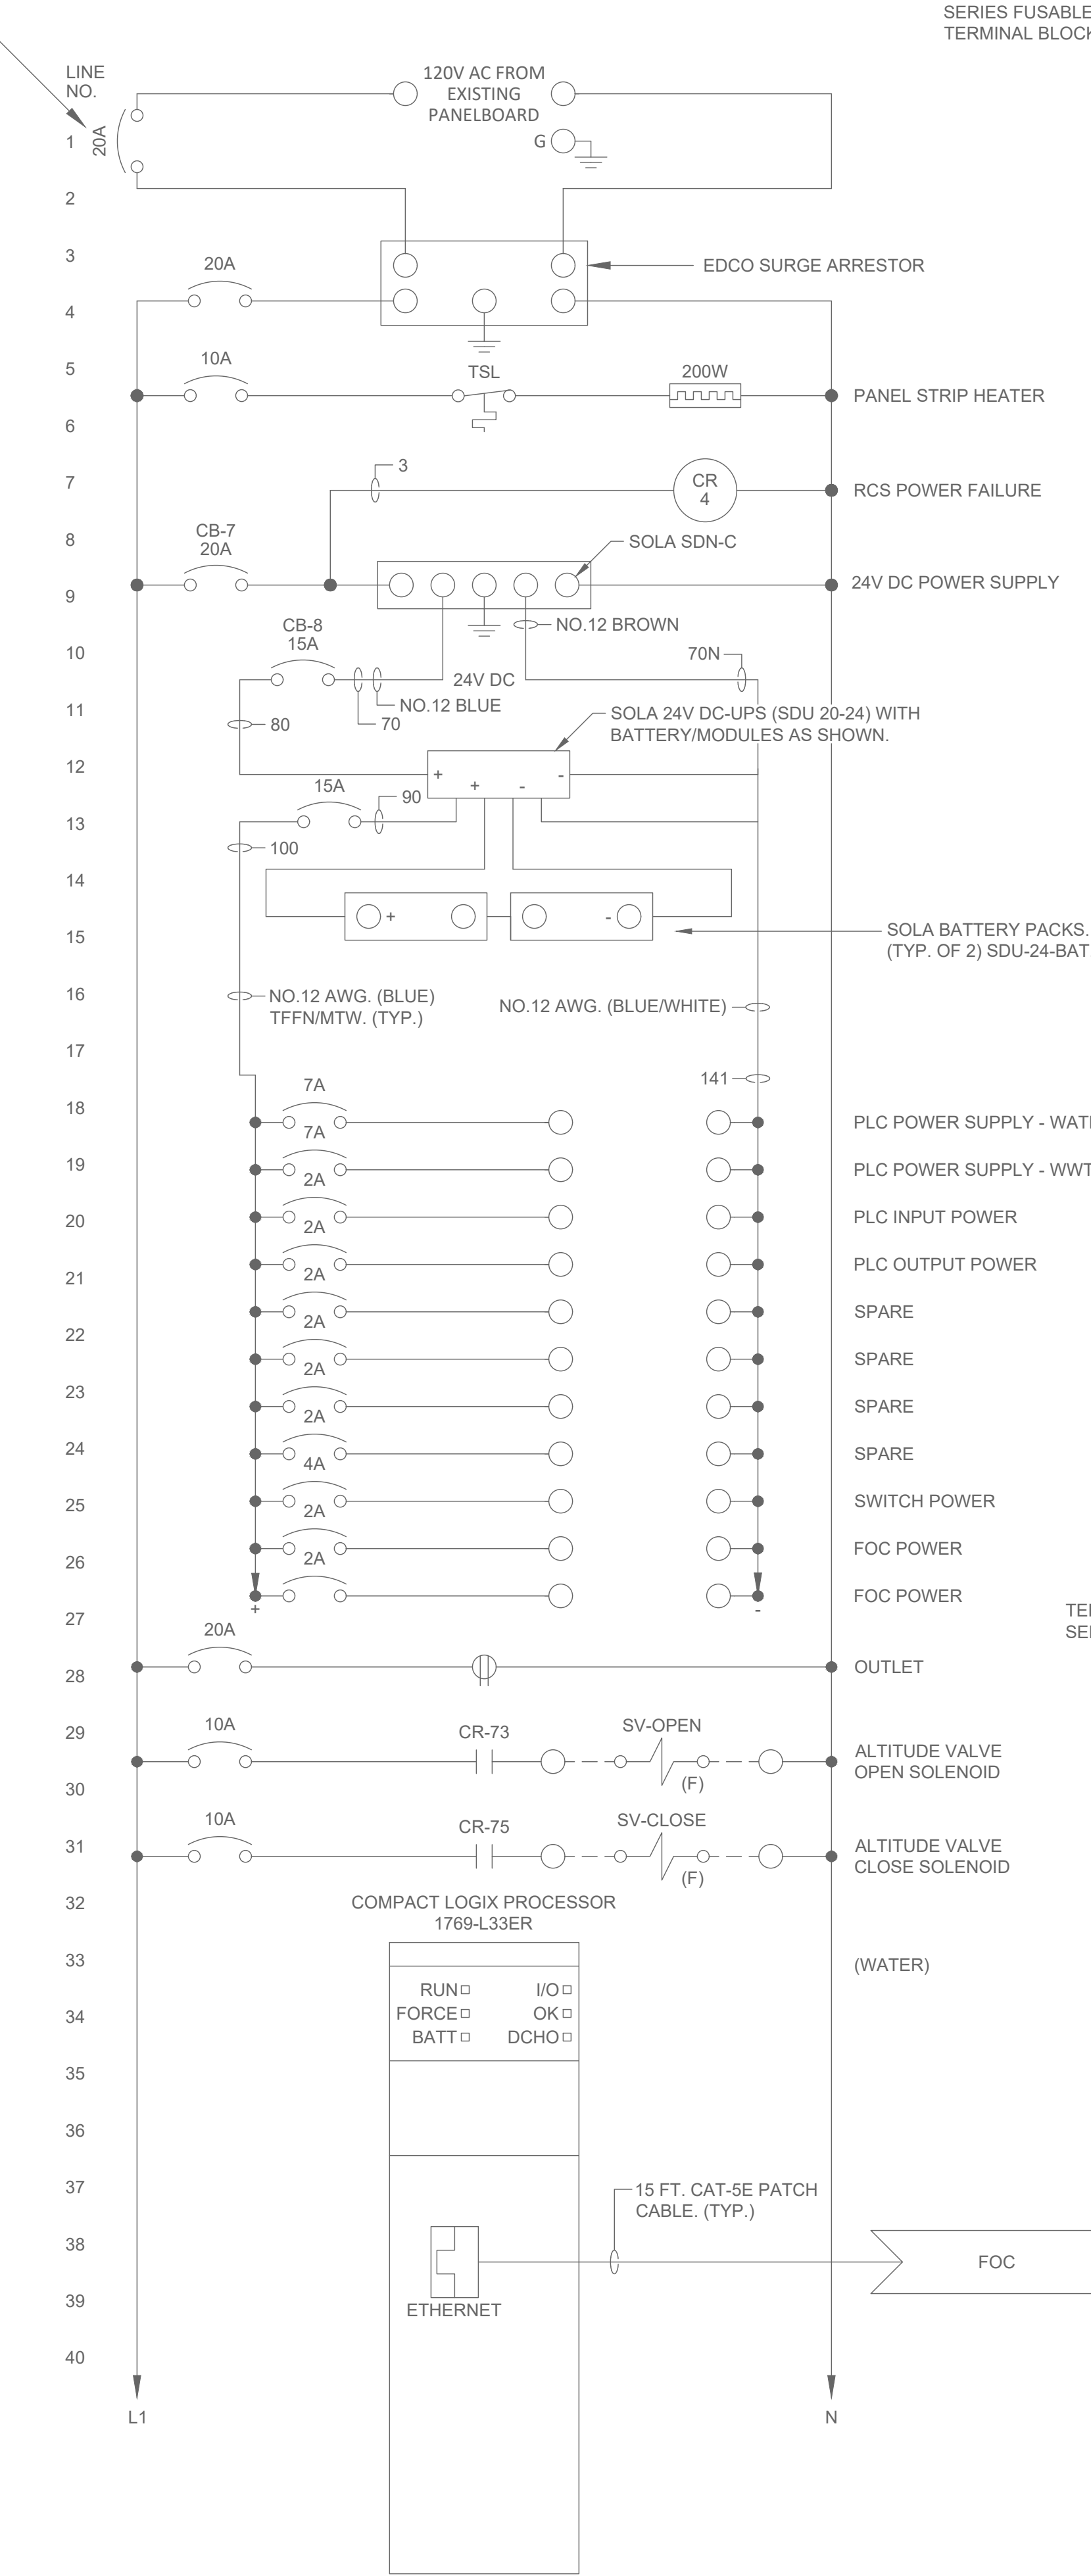 SERIES FUSABLE
TERMINAL BLOCK
LINE
NO.
120V AC FROM
EXISTING
PANELBOARD
1
20A
G
2
3
20A
EDCO SURGE ARRESTOR
4
5
10A
TSL
200W
PANEL STRIP HEATER
6
3
7
CR
4
RCS POWER FAILURE
8
CB-7
20A
SOLA SDN-C
9
24V DC POWER SUPPLY
NO.12 BROWN
10
CB-8
15A
70N
24V DC
11
NO.12 BLUE
70
80
SOLA 24V DC-UPS (SDU 20-24) WITH
BATTERY/MODULES AS SHOWN.
12
+
+
-
-
15A
90
13
100
14
+
-
15
SOLA BATTERY PACKS.
(TYP. OF 2) SDU-24-BAT
16
NO.12 AWG. (BLUE)
TFFN/MTW. (TYP.)
NO.12 AWG. (BLUE/WHITE)
17
141
7A
18
PLC POWER SUPPLY - WAT
7A
19
PLC POWER SUPPLY - WWT
2A
20
PLC INPUT POWER
2A
21
PLC OUTPUT POWER
2A
SPARE
22
2A
SPARE
23
2A
SPARE
24
2A
SPARE
4A
25
SWITCH POWER
2A
26
FOC POWER
2A
FOC POWER
+
-
27
20A
28
OUTLET
29
10A
CR-73
SV-OPEN
(F)
ALTITUDE VALVE
OPEN SOLENOID
30
10A
31
CR-75
SV-CLOSE
(F)
ALTITUDE VALVE
CLOSE SOLENOID
32
COMPACT LOGIX PROCESSOR
1769-L33ER
33
(WATER)
RUN
I/O
34
FORCE
OK
BATT
DCHO
35
36
37
15 FT. CAT-5E PATCH
CABLE. (TYP.)
38
FOC
39
ETHERNET
40
L1
N